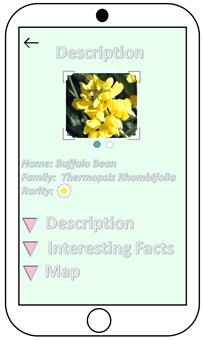 Description
Name: Buffalo Bean
Family: Thermopsis Rhombifolia
Rarity:
Description
Interesting Facts
Map